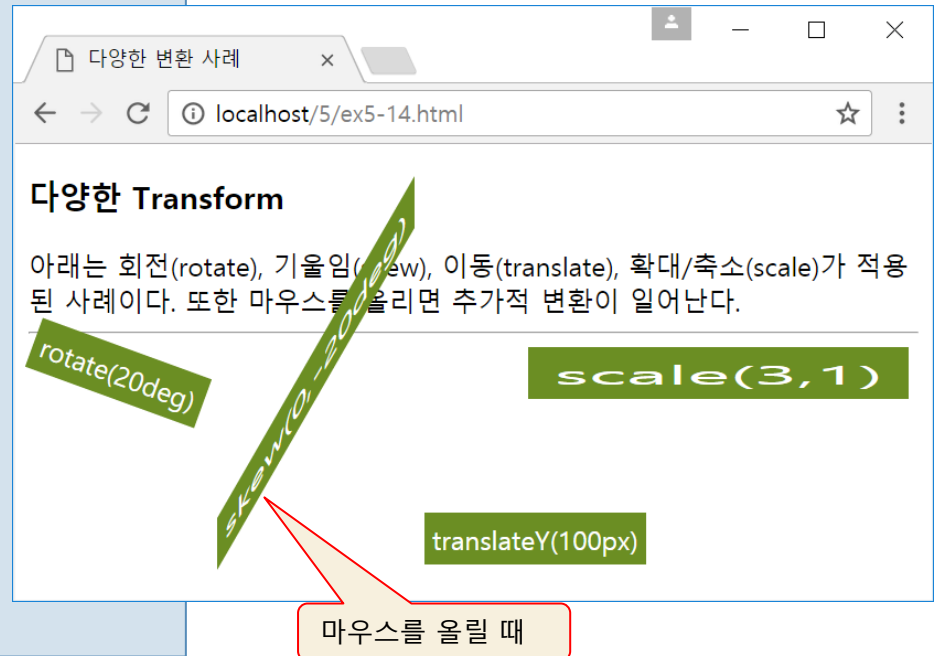 다양한 변환 사례
localhost/5/ex5-14.html
다양한 Transform
아래는 회전(rotate), 기울임(skew), 이동(translate), 확대/축소(scale)가 적용
된 사례이다. 또한 마우스를 올리면 추가적 변환이 일어난다.
rotate(20deg)
skew(0,-20deg)
scale(3,1)
translateY(100px)
마우스를 올릴 때